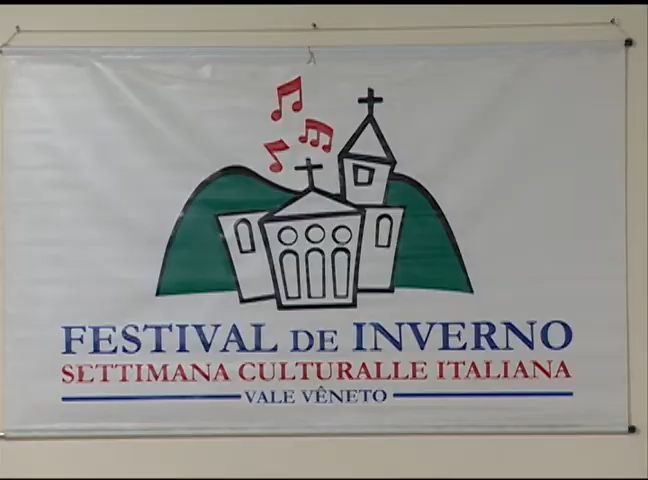 FESTIVAL DE INVERNO
SETTIMANA CULTURALLE ITALIANA
VALE VÊNETO